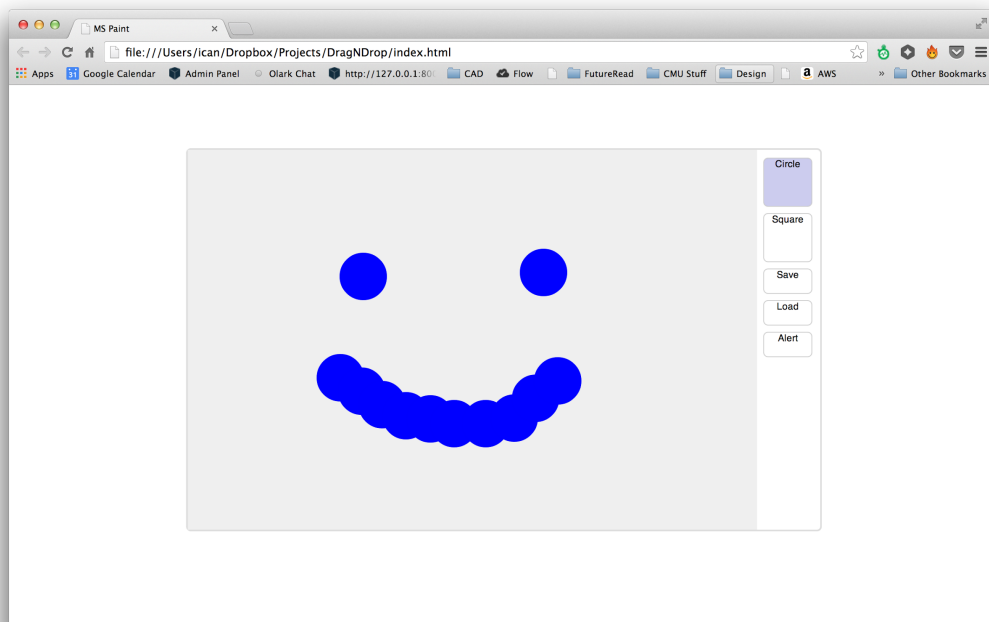 MS Paint
file:///Users/ican/Dropbox/Projects/DragNDrop/index.html
Apps 31 Google Calendar Admin Panel Olark Chat http://127.0.0.1:80 CAD Flow FutureRead CMU Stuff Design a AWS » Other Bookmarks
Circle
Square
Save
Load
Alert